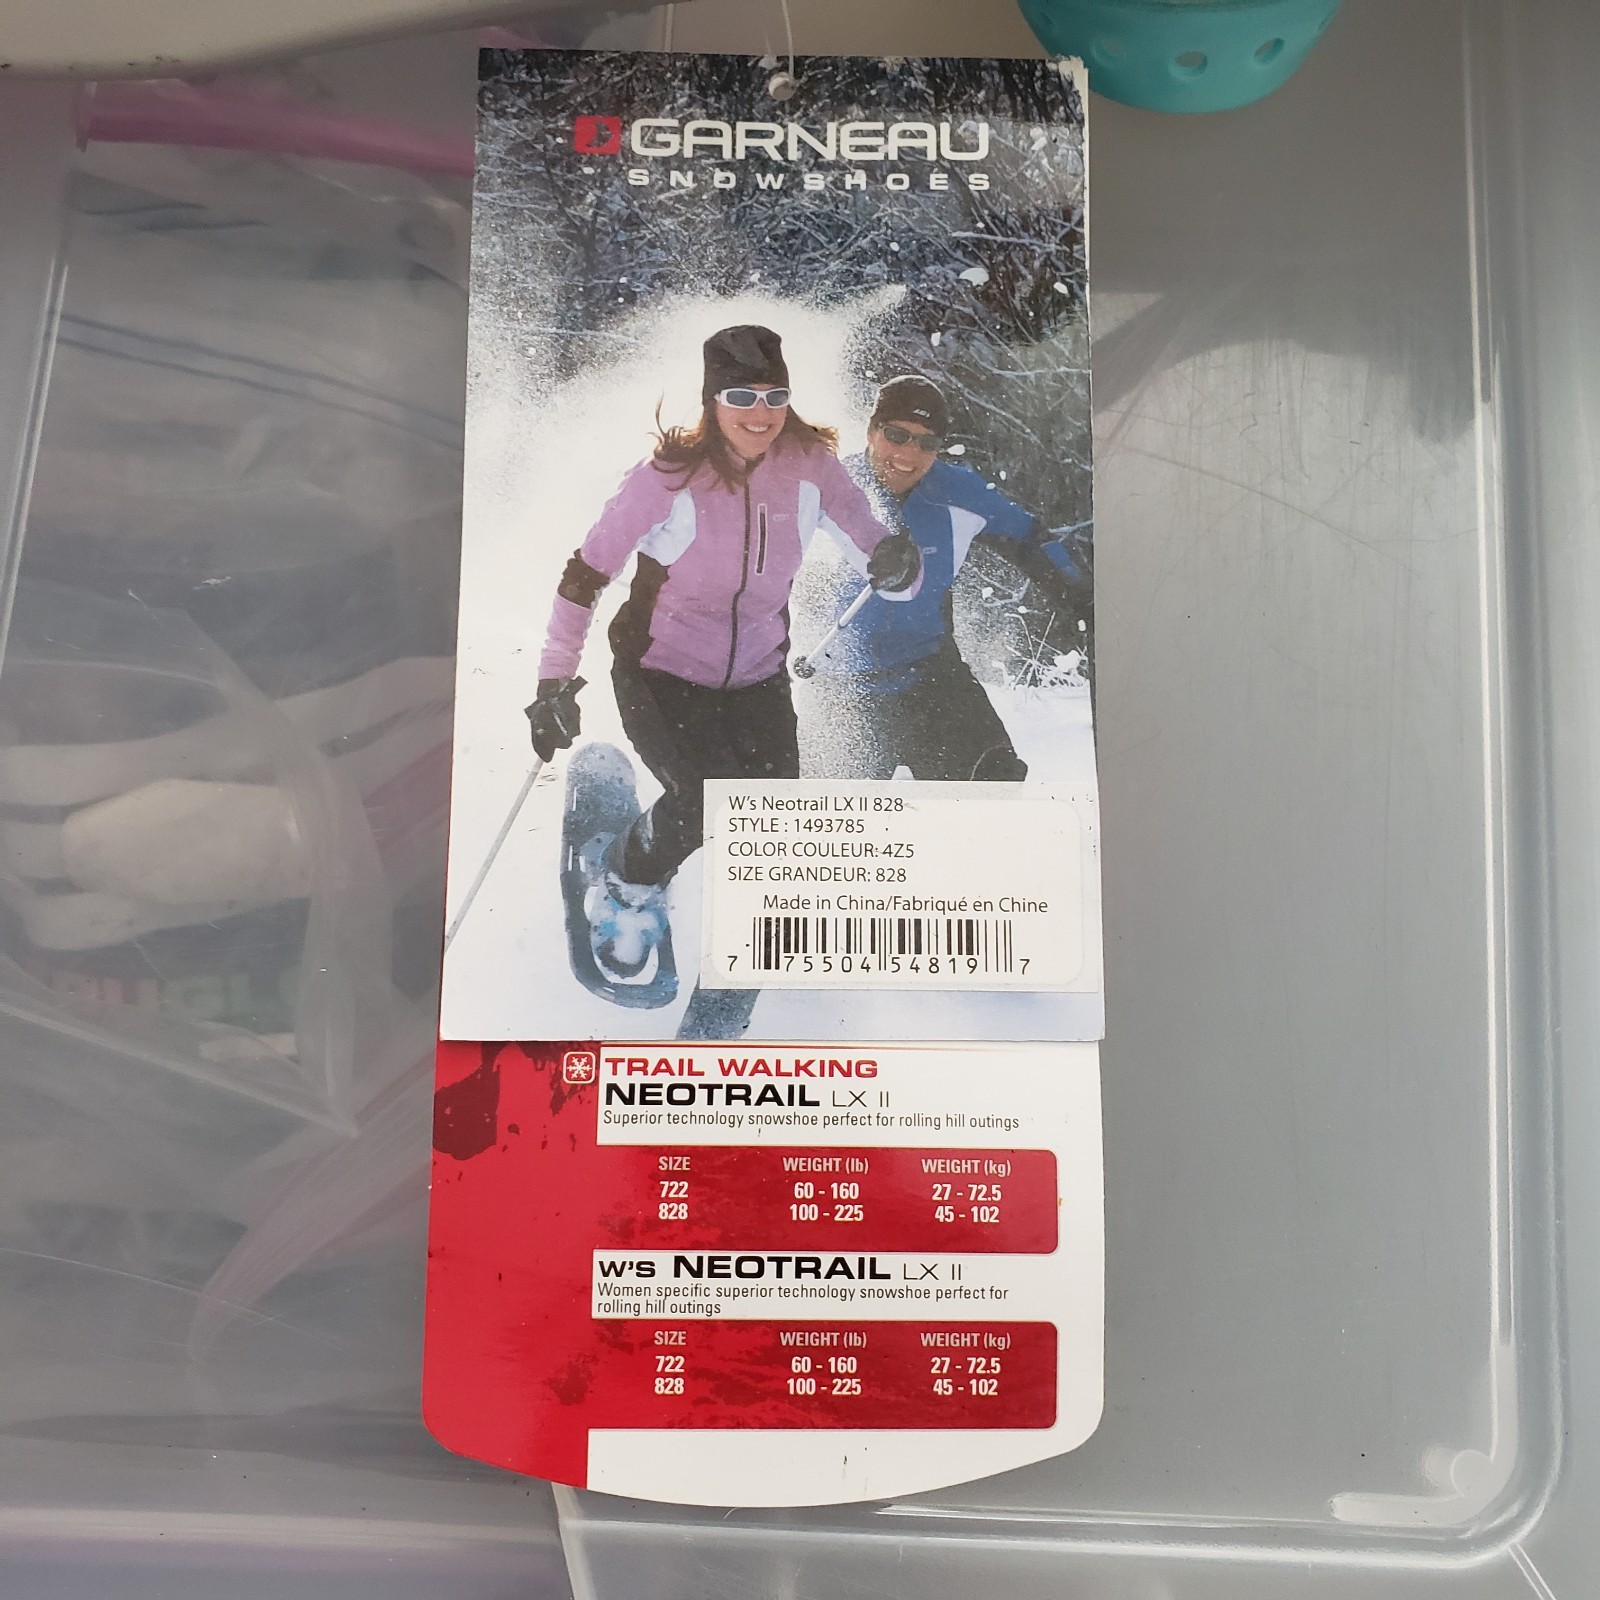 GARNEAU
SNOWSHOES
W's Neotrail LX II 828
STYLE : 1493785
COLOR COULEUR: 4Z5
SIZE GRANDEUR: 828
Made in China/Fabriqué en Chine
7 75504 54819 7
TRAIL WALKING
NEOTRAIL LX II
Superior technology snowshoe perfect for rolling hill outings
SIZE WEIGHT (lb) WEIGHT (kg)
722 60 - 160 27 - 72.5
828 100 - 225 45 - 102
W'S NEOTRAIL LX II
Women specific superior technology snowshoe perfect for
rolling hill outings
SIZE WEIGHT (lb) WEIGHT (kg)
722 60 - 160 27 - 72.5
828 100 - 225 45 - 102